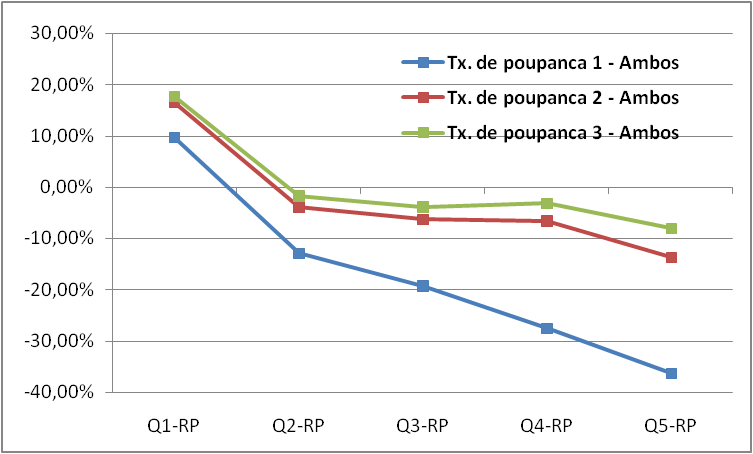 30,00%
20,00%
10,00%
0,00%
-10,00%
-20,00%
-30,00%
-40,00%
Tx. de poupanca 1 - Ambos
Tx. de poupanca 2 - Ambos
Tx. de poupanca 3 - Ambos
Q1-RP Q2-RP Q3-RP Q4-RP Q5-RP